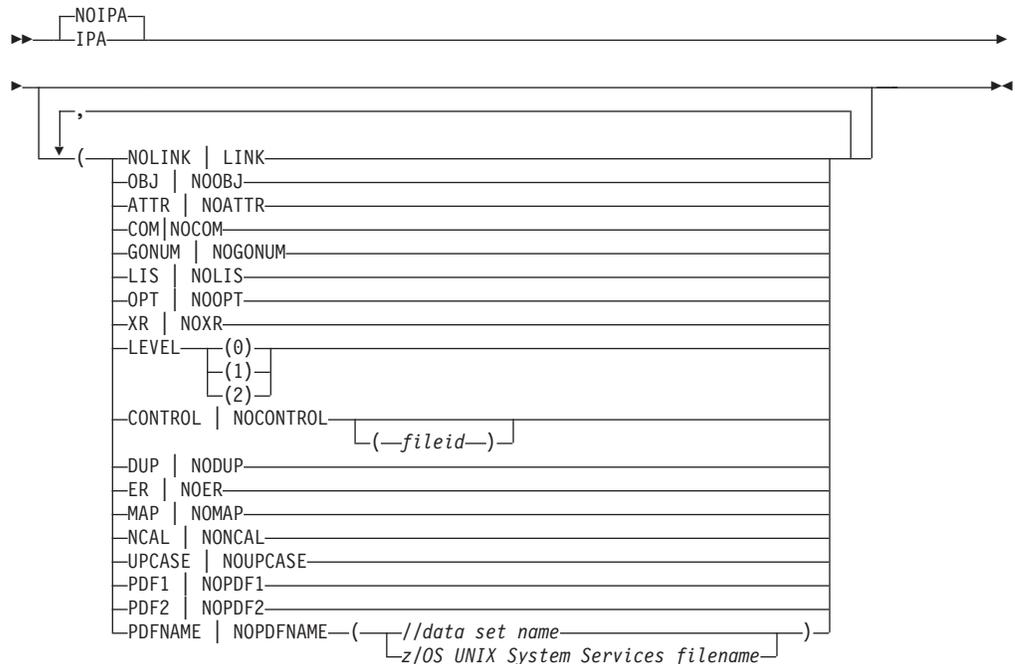 NOIPA
IPA
,
( NOLINK | LINK
OBJ | NOOBJ
ATTR | NOATTR
COM|NOCOM
GONUM | NOGONUM
LIS | NOLIS
OPT | NOOPT
XR | NOXR
LEVEL (0)
(1)
(2)
CONTROL | NOCONTROL
( fileid )
DUP | NODUP
ER | NOER
MAP | NOMAP
NCAL | NONCAL
UPCASE | NOUPCASE
PDF1 | NOPDF1
PDF2 | NOPDF2
PDFNAME | NOPDFNAME ( //data set name )
z/OS UNIX System Services filename